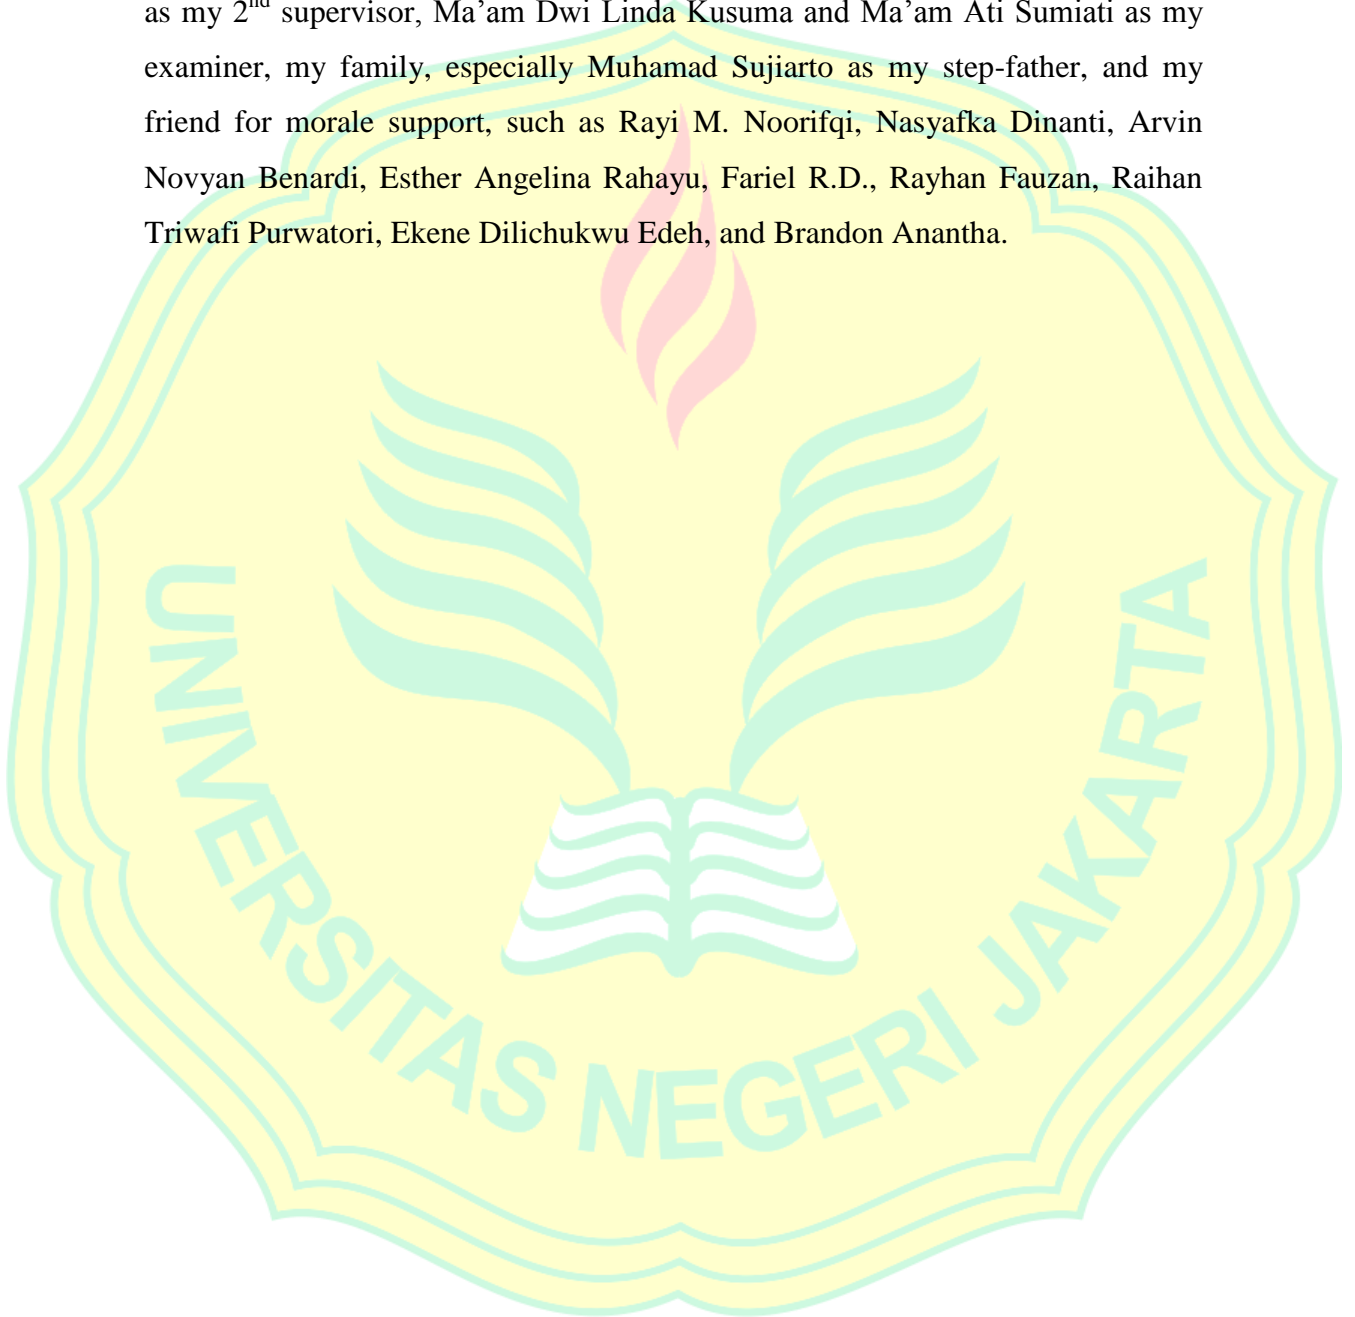 as my 2nd supervisor, Ma’am Dwi Linda Kusuma and Ma’am Ati Sumiati as my
examiner, my family, especially Muhamad Sujiarto as my step-father, and my
friend for morale support, such as Rayi M. Noorifqi, Nasyafka Dinanti, Arvin
Novyan Benardi, Esther Angelina Rahayu, Fariel R.D., Rayhan Fauzan, Raihan
Triwafi Purwatori, Ekene Dilichukwu Edeh, and Brandon Anantha.
UNIVERSITAS NEGERI JAKARTA